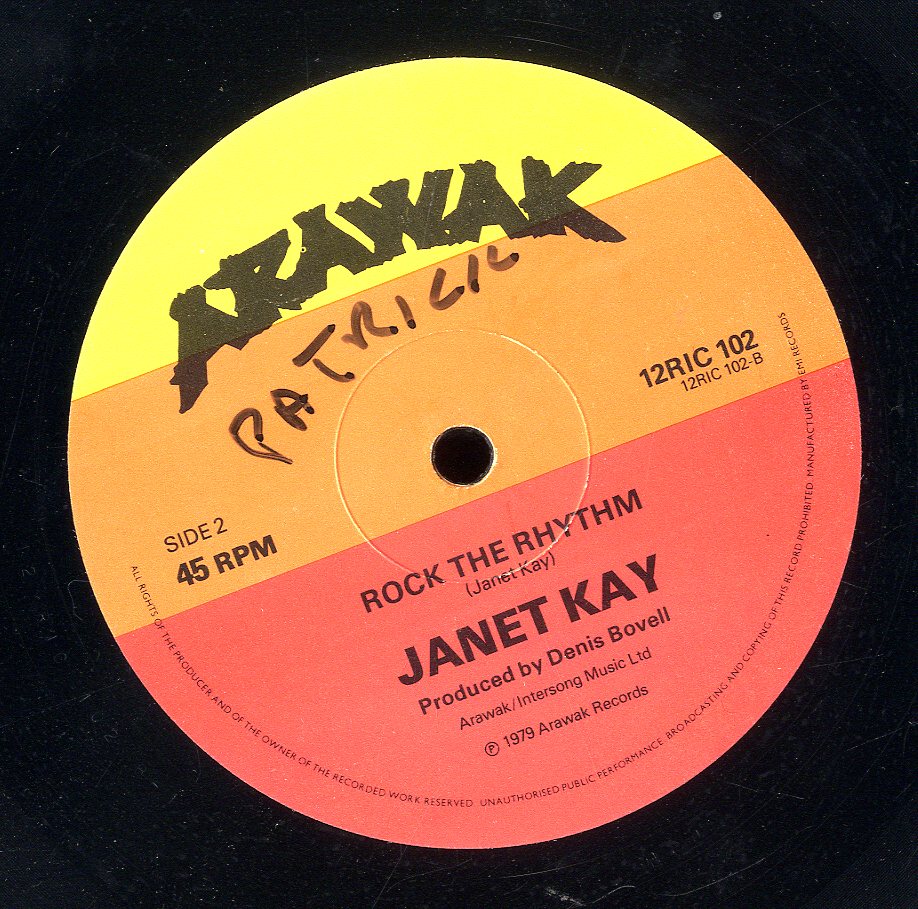 ARAWAK
PATRICK
12RIC 102
12RIC 102-B
SIDE 2
45 RPM
ROCK THE RHYTHM
(Janet Kay)
JANET KAY
Produced by Denis Bovell
Arawak/Intersong Music Ltd
Ⓟ 1979 Arawak Records
ALL RIGHTS OF THE PRODUCER AND OF THE OWNER OF THE RECORDED WORK RESERVED. UNAUTHORISED PUBLIC PERFORMANCE. BROADCASTING AND COPYING OF THIS RECORD PROHIBITED. MANUFACTURED BY EMI RECORDS